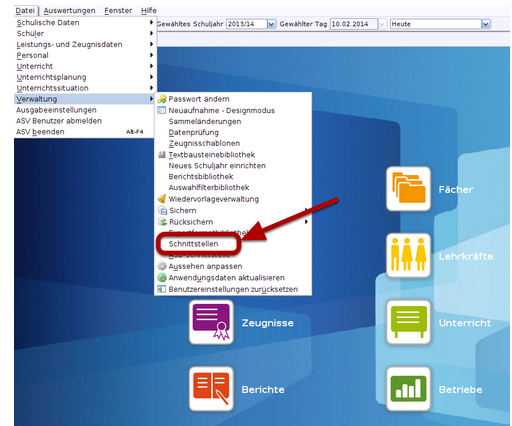 Datei Auswertungen Fenster Hilfe
Gewähltes Schuljahr 2013/14 Gewählter Tag 10.02.2014 Heute
Schulische Daten
Schüler
Leistungs- und Zeugnisdaten
Personal
Unterricht
Unterrichtsplanung
Unterrichtssituation
Verwaltung
Ausgabeeinstellungen
ASV Benutzer abmelden
ASV beenden Alt-F4
Passwort ändern
Neuaufnahme - Designmodus
Sammeländerungen
Datenprüfung
Zeugnisschablonen
Textbausteinebibliothek
Neues Schuljahr einrichten
Berichtsbibliothek
Auswahlfilterbibliothek
Wiedervorlageverwaltung
Sichern
Rücksichern
Exportformatbibliothek
Schnittstellen
Aussehen anpassen
Anwendungsdaten aktualisieren
Benutzereinstellungen zurücksetzen
Fächer
Lehrkräfte
Zeugnisse
Unterricht
Berichte
Betriebe